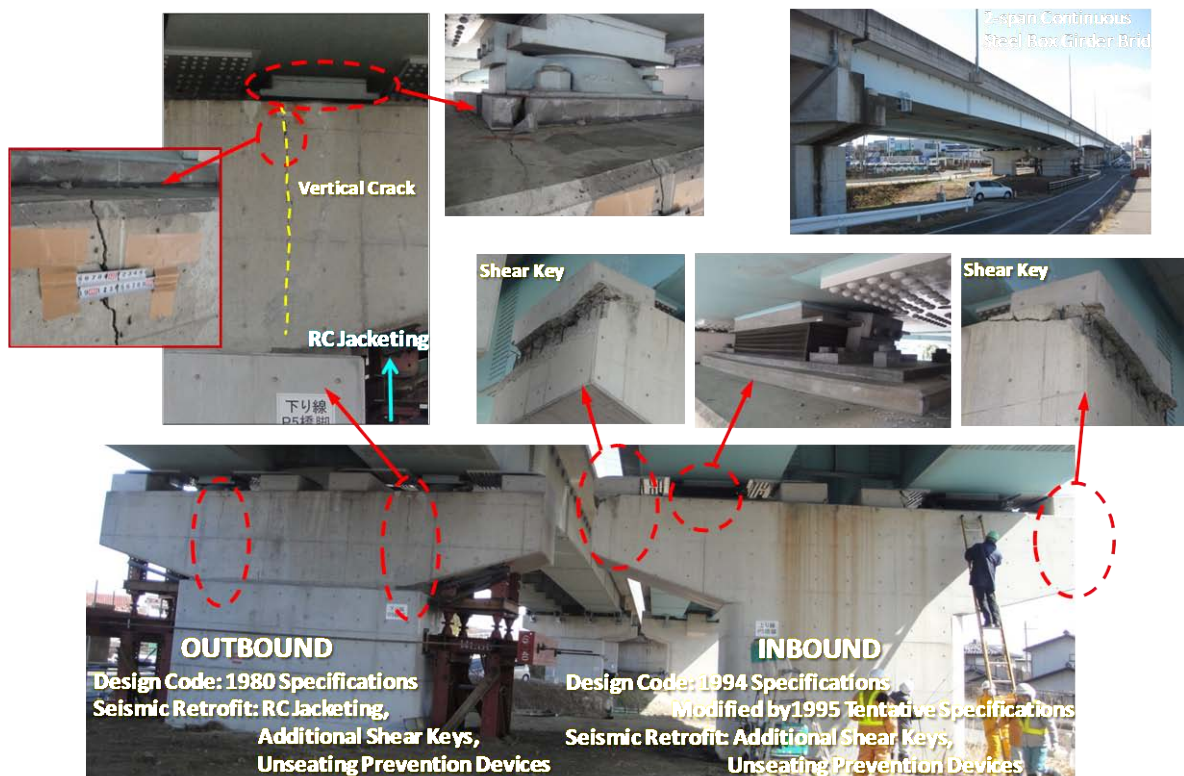 2-span Continuous
Steel Box Girder Brid
Vertical Crack
RC Jacketing
下り線
P5橋脚
Shear Key
Shear Key
OUTBOUND
Design Code: 1980 Specifications
Seismic Retrofit: RC Jacketing,
Additional Shear Keys,
Unseating Prevention Devices
INBOUND
Design Code: 1994 Specifications
Modified by1995 Tentative Specifications
Seismic Retrofit: Additional Shear Keys,
Unseating Prevention Devices